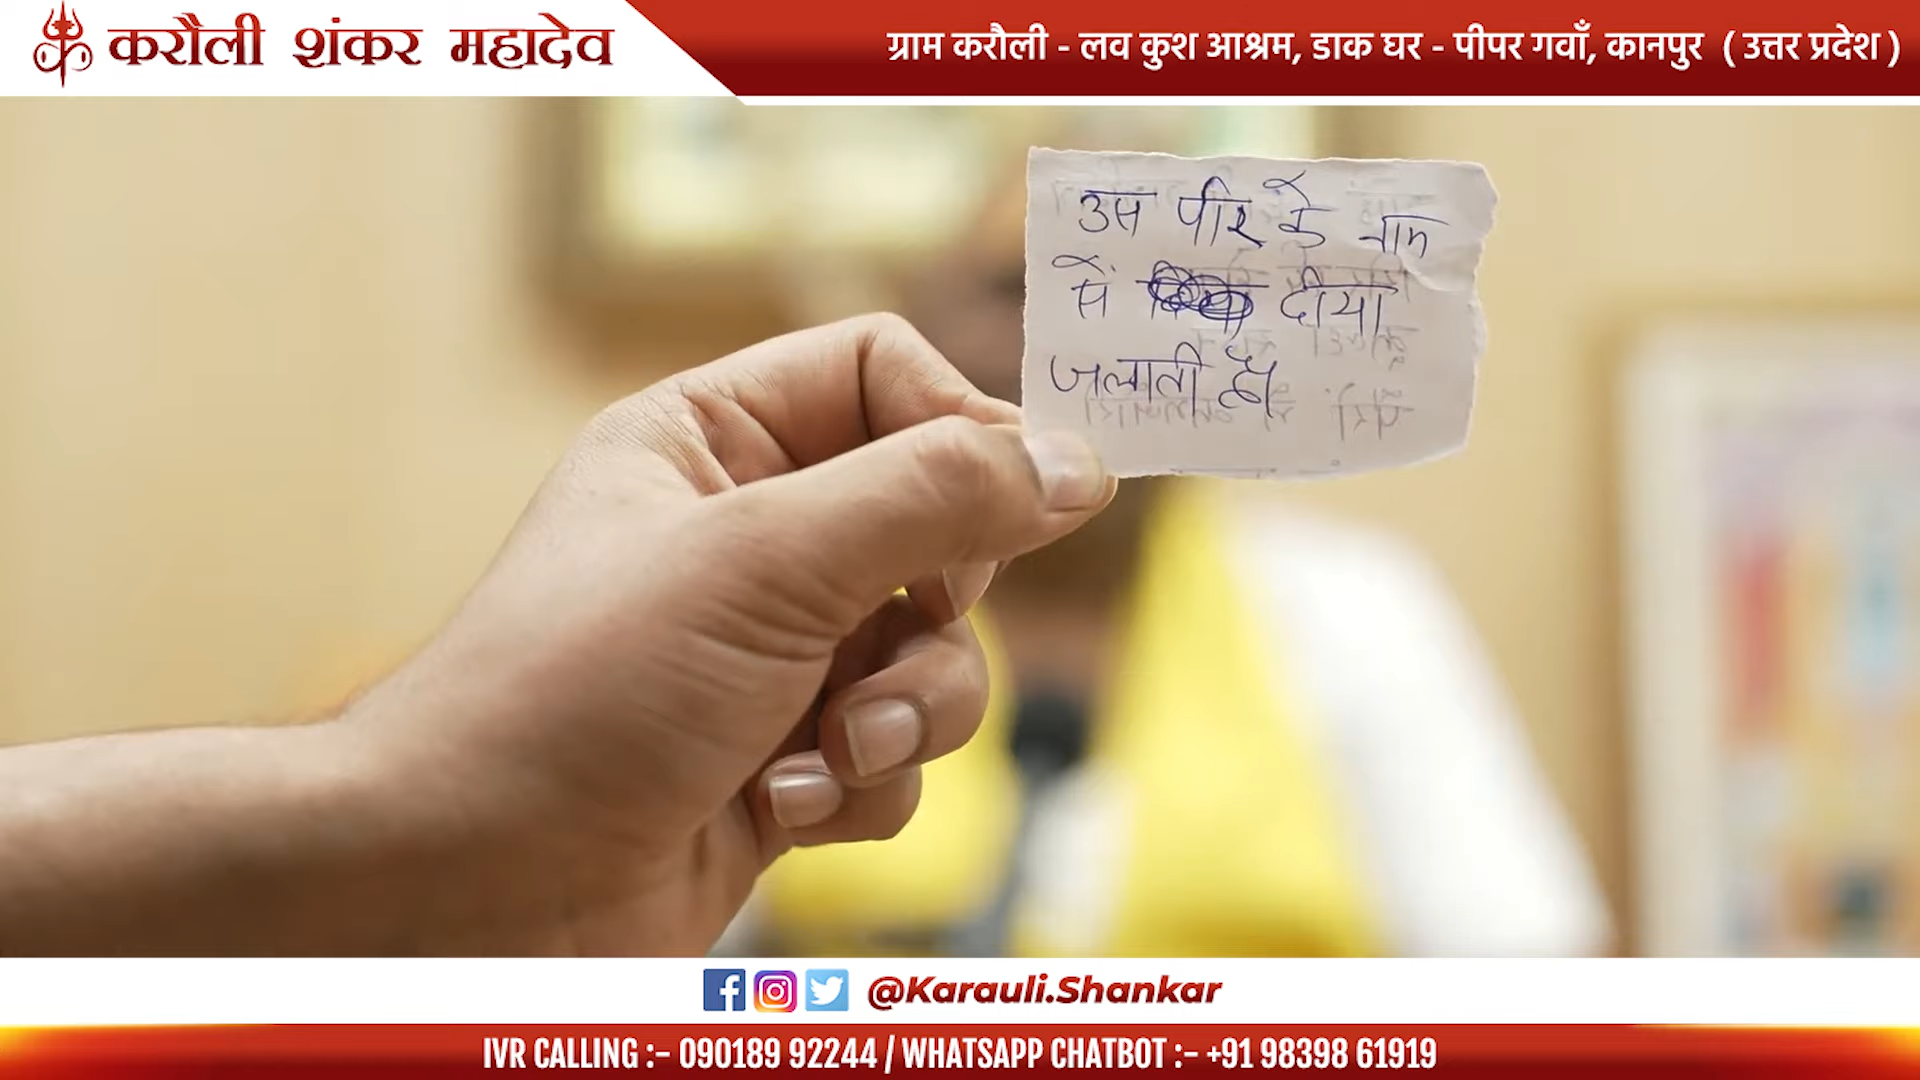 करौली शंकर महादेव
ग्राम करौली - लव कुश आश्रम, डाक घर - पीपर गवाँ, कानपुर ( उत्तर प्रदेश )
उस पीर के नाम
से दीया
जलाती है।
@Karauli.Shankar
IVR CALLING :- 090189 92244 / WHATSAPP CHATBOT :- +91 98398 61919